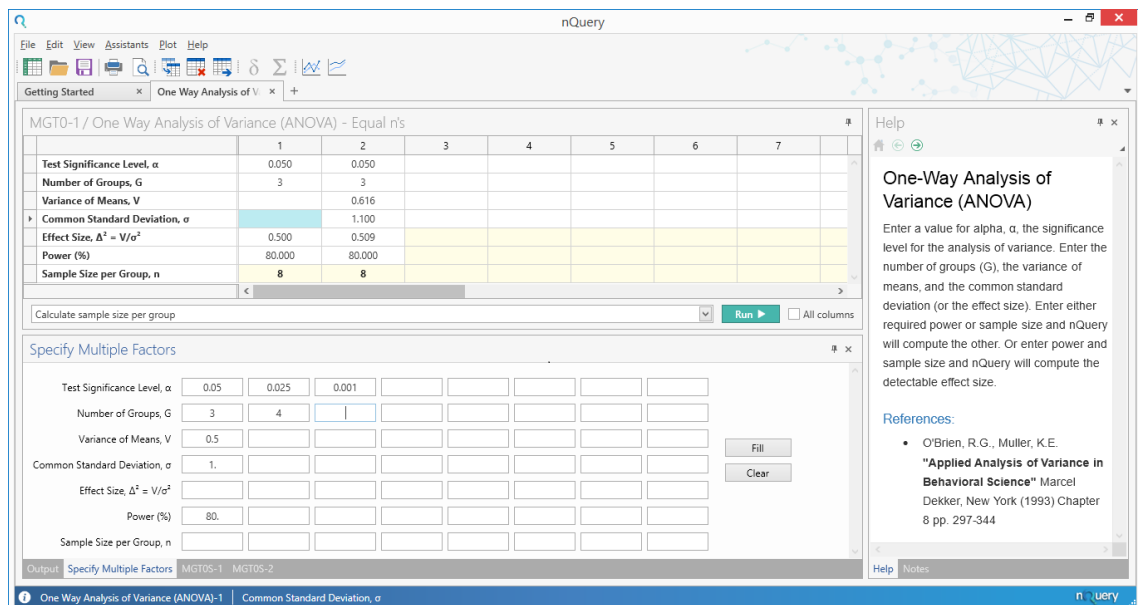 nQuery
File Edit View Assistants Plot Help
δ Σ
Getting Started × One Way Analysis of V × +
MGT0-1 / One Way Analysis of Variance (ANOVA) - Equal n's
1 2 3 4 5 6 7
Test Significance Level, α 0.050 0.050
Number of Groups, G 3 3
Variance of Means, V 0.616
Common Standard Deviation, σ 1.100
Effect Size, Δ² = V/σ² 0.500 0.509
Power (%) 80.000 80.000
Sample Size per Group, n 8 8
Calculate sample size per group Run All columns
Specify Multiple Factors
Test Significance Level, α 0.05 0.025 0.001
Number of Groups, G 3 4
Variance of Means, V 0.5
Common Standard Deviation, σ 1.
Effect Size, Δ² = V/σ²
Power (%) 80.
Sample Size per Group, n
Fill
Clear
Output Specify Multiple Factors MGT0S-1 MGT0S-2
Help
One-Way Analysis of
Variance (ANOVA)
Enter a value for alpha, α, the significance
level for the analysis of variance. Enter the
number of groups (G), the variance of
means, and the common standard
deviation (or the effect size). Enter either
required power or sample size and nQuery
will compute the other. Or enter power and
sample size and nQuery will compute the
detectable effect size.
References:
• O'Brien, R.G., Muller, K.E.
"Applied Analysis of Variance in
Behavioral Science" Marcel
Dekker, New York (1993) Chapter
8 pp. 297-344
Help Notes
One Way Analysis of Variance (ANOVA)-1 Common Standard Deviation, σ
nQuery